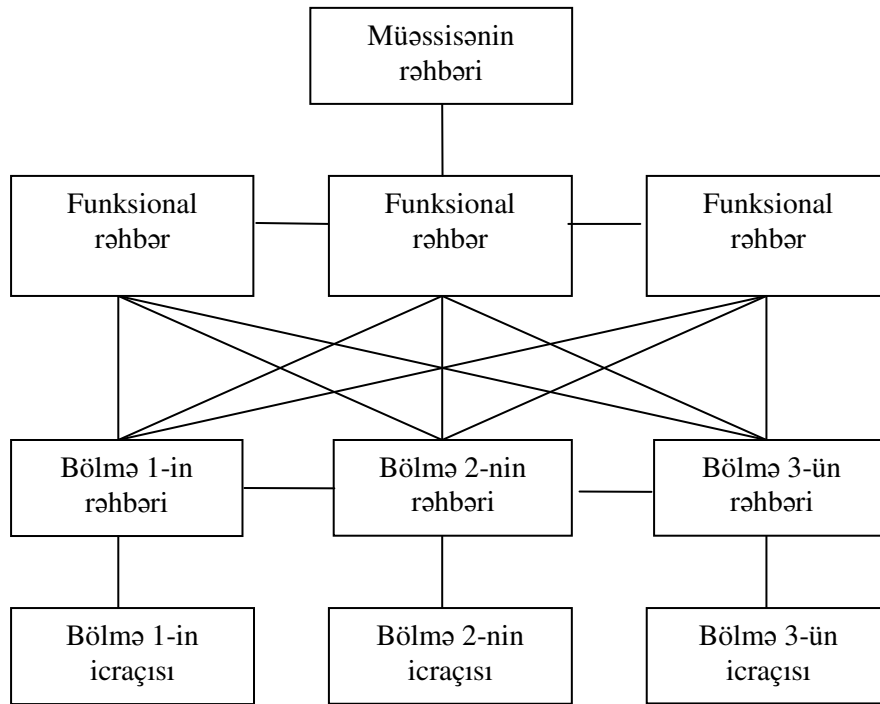 Müəssisənin
rəhbəri
Funksional
rəhbər
Funksional
rəhbər
Funksional
rəhbər
Bölmə 1-in
rəhbəri
Bölmə 2-nin
rəhbəri
Bölmə 3-ün
rəhbəri
Bölmə 1-in
icraçısı
Bölmə 2-nin
icraçısı
Bölmə 3-ün
icraçısı